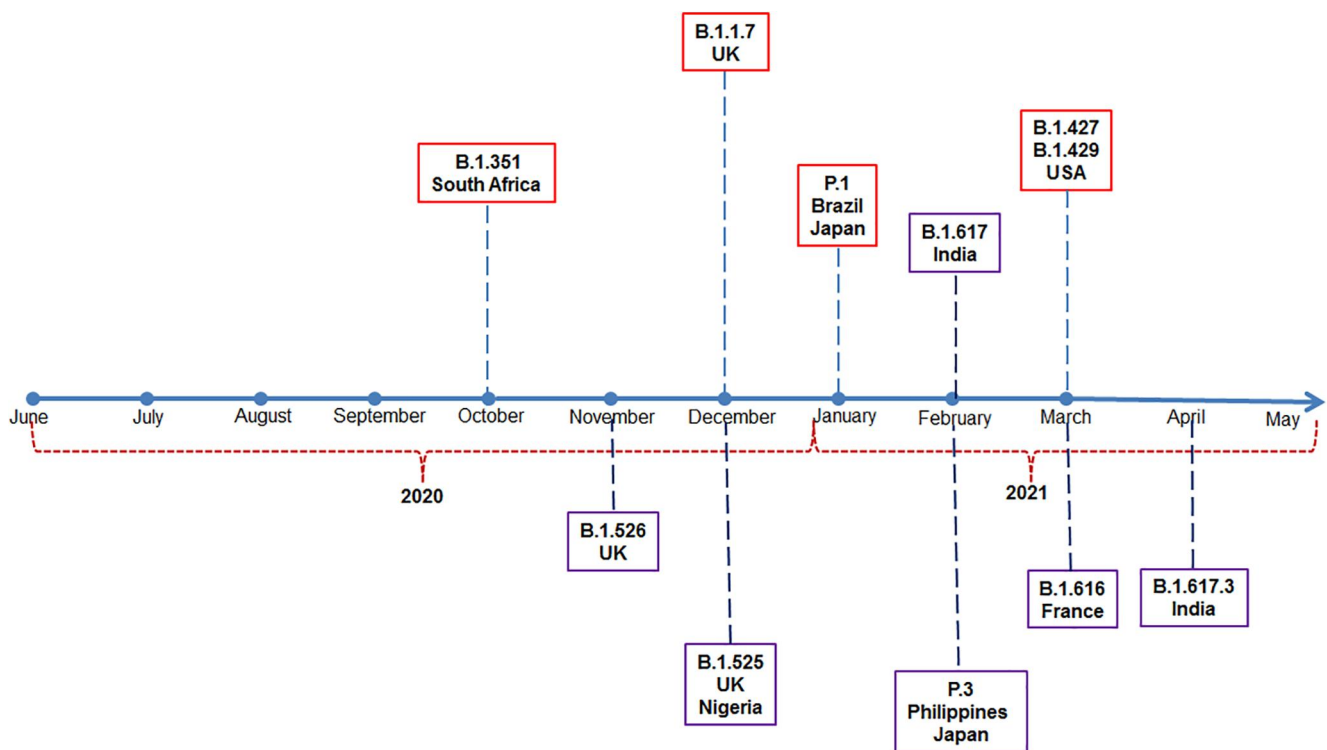 B.1.1.7
UK
B.1.351
South Africa
P.1
Brazil
Japan
B.1.617
India
B.1.427
B.1.429
USA
June
July
August
September
October
November
December
January
February
March
April
May
2020
2021
B.1.526
UK
B.1.525
UK
Nigeria
P.3
Philippines
Japan
B.1.616
France
B.1.617.3
India